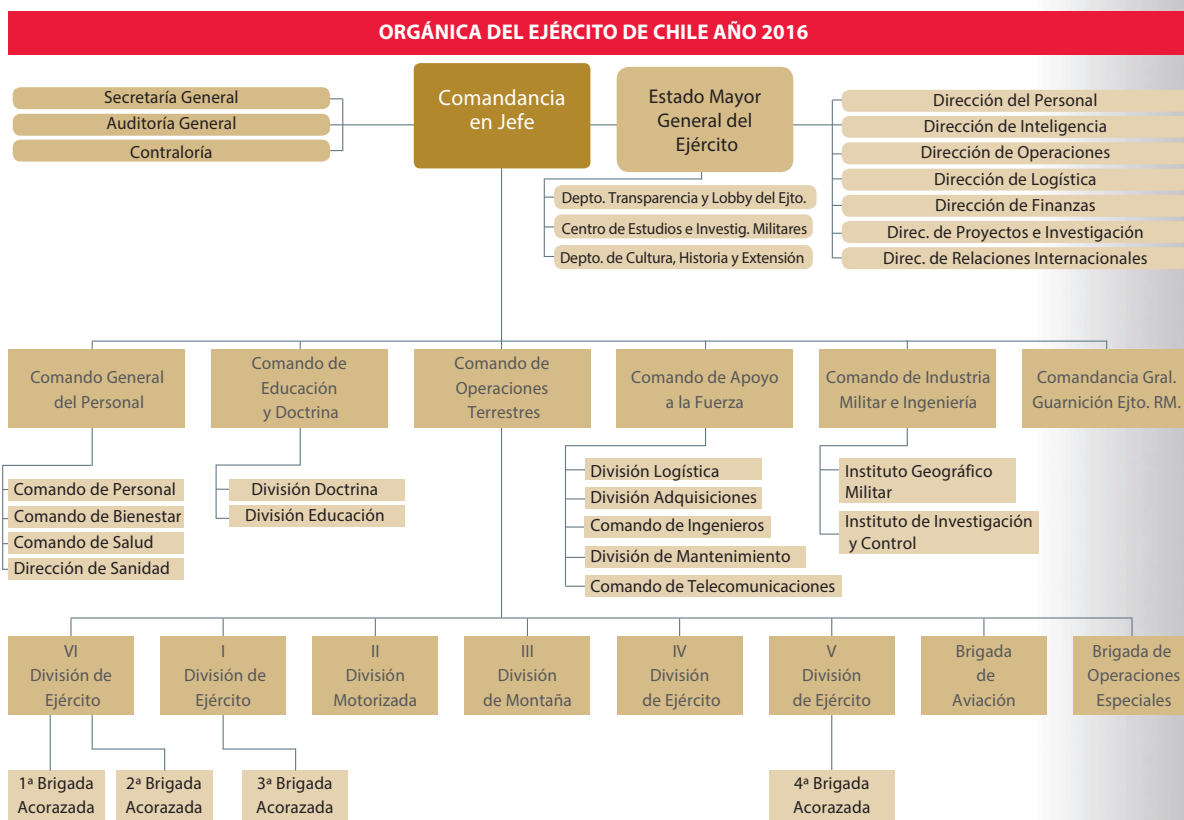 ORGÁNICA DEL EJÉRCITO DE CHILE AÑO 2016
Secretaría General
Auditoría General
Contraloría
Comandancia
en Jefe
Estado Mayor
General del
Ejército
Dirección del Personal
Dirección de Inteligencia
Dirección de Operaciones
Dirección de Logística
Dirección de Finanzas
Direc. de Proyectos e Investigación
Direc. de Relaciones Internacionales
Depto. Transparencia y Lobby del Ejto.
Centro de Estudios e Investig. Militares
Depto. de Cultura, Historia y Extensión
Comando General
del Personal
Comando de
Educación
y Doctrina
Comando de
Operaciones
Terrestres
Comando de Apoyo
a la Fuerza
Comando de Industria
Militar e Ingeniería
Comandancia Gral.
Guarnición Ejto. RM.
Comando de Personal
Comando de Bienestar
Comando de Salud
Dirección de Sanidad
División Doctrina
División Educación
División Logística
División Adquisiciones
Comando de Ingenieros
División de Mantenimiento
Comando de Telecomunicaciones
Instituto Geográfico
Militar
Instituto de Investigación
y Control
VI
División de
Ejército
I
División de
Ejército
II
División
Motorizada
III
División
de Montaña
IV
División
de Ejército
V
División
de Ejército
Brigada
de
Aviación
Brigada de
Operaciones
Especiales
1ª Brigada
Acorazada
2ª Brigada
Acorazada
3ª Brigada
Acorazada
4ª Brigada
Acorazada